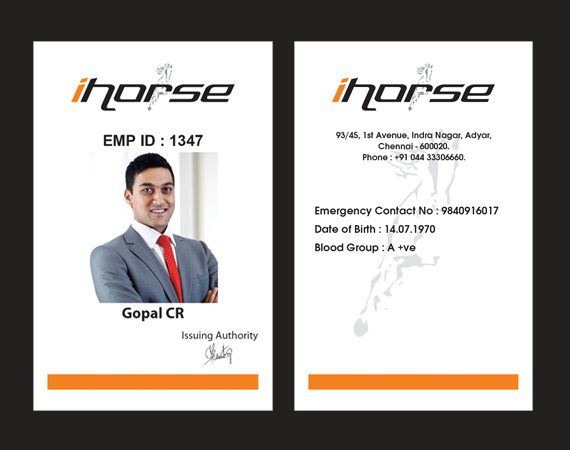 ihorse
EMP ID : 1347
Gopal CR
Issuing Authority
ihorse
93/45, 1st Avenue, Indra Nagar, Adyar,
Chennai - 600020.
Phone : +91 044 33306660.
Emergency Contact No : 9840916017
Date of Birth : 14.07.1970
Blood Group : A +ve